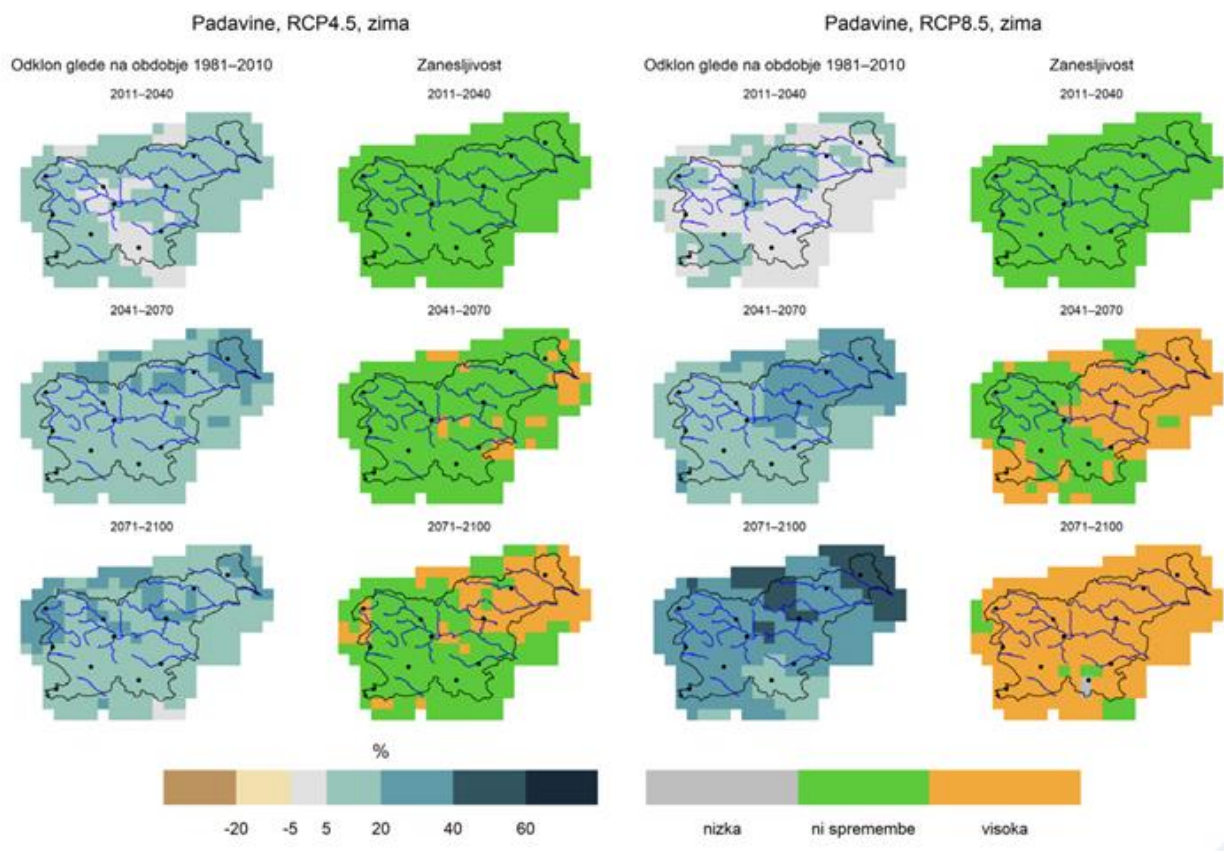 Padavine, RCP4.5, zima
Padavine, RCP8.5, zima
Odklon glede na obdobje 1981–2010
Zanesljivost
Odklon glede na obdobje 1981–2010
Zanesljivost
2011–2040
2011–2040
2011–2040
2011–2040
2041–2070
2041–2070
2041–2070
2041–2070
2071–2100
2071–2100
2071–2100
2071–2100
%
-20 -5 5 20 40 60
nizka ni spremembe visoka